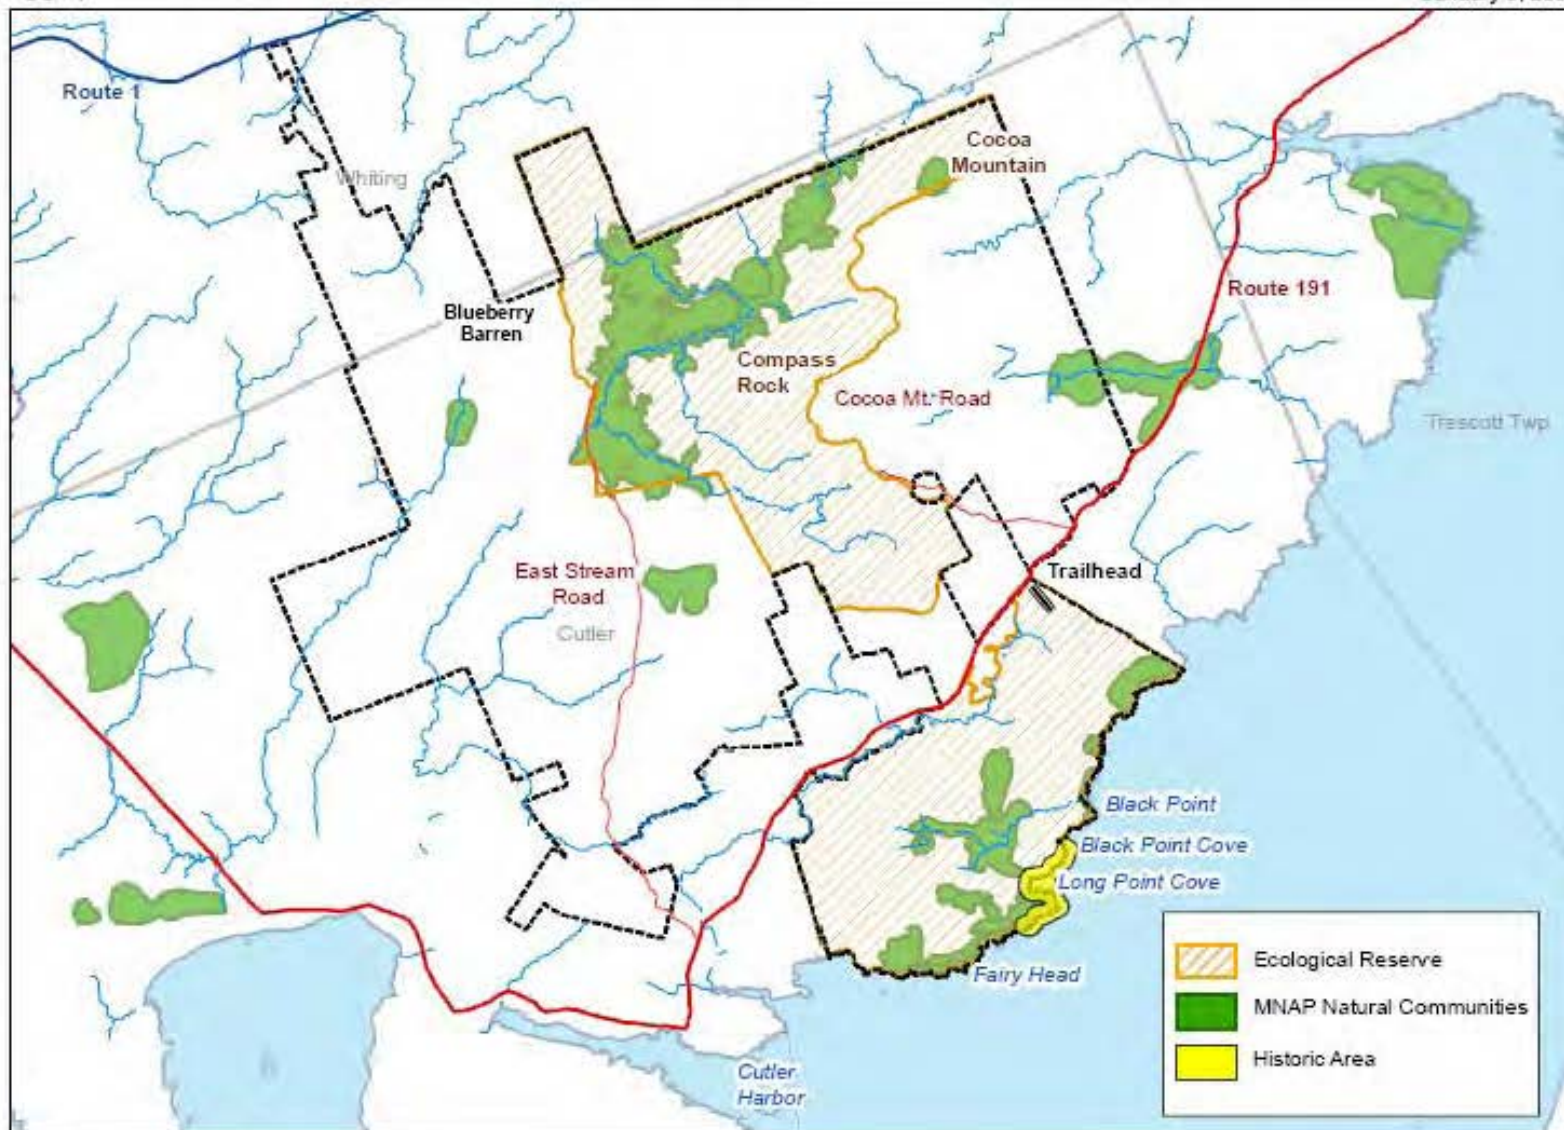 Route 1
Whiting
Cocoa
Mountain
Route 191
Blueberry
Barren
Compass
Rock
Cocoa Mt. Road
Trescott Twp
East Stream
Road
Cutler
Trailhead
Black Point
Black Point Cove
Long Point Cove
Fairy Head
Cutler
Harbor
Ecological Reserve
MNAP Natural Communities
Historic Area